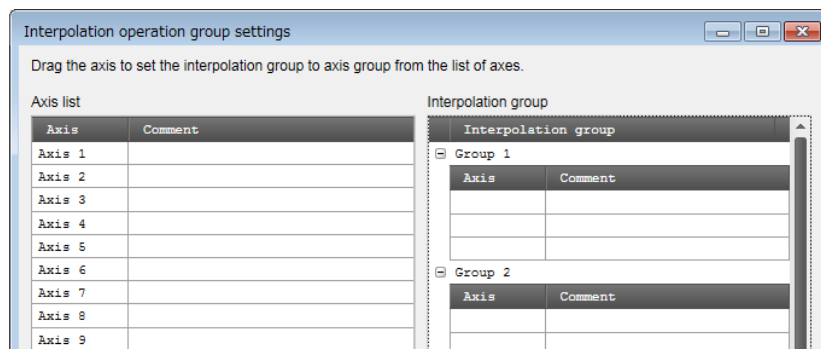 Interpolation operation group settings
Drag the axis to set the interpolation group to axis group from the list of axes.
Axis list
Axis Comment
Axis 1
Axis 2
Axis 3
Axis 4
Axis 5
Axis 6
Axis 7
Axis 8
Axis 9
Interpolation group
Interpolation group
Group 1
Axis Comment
Group 2
Axis Comment